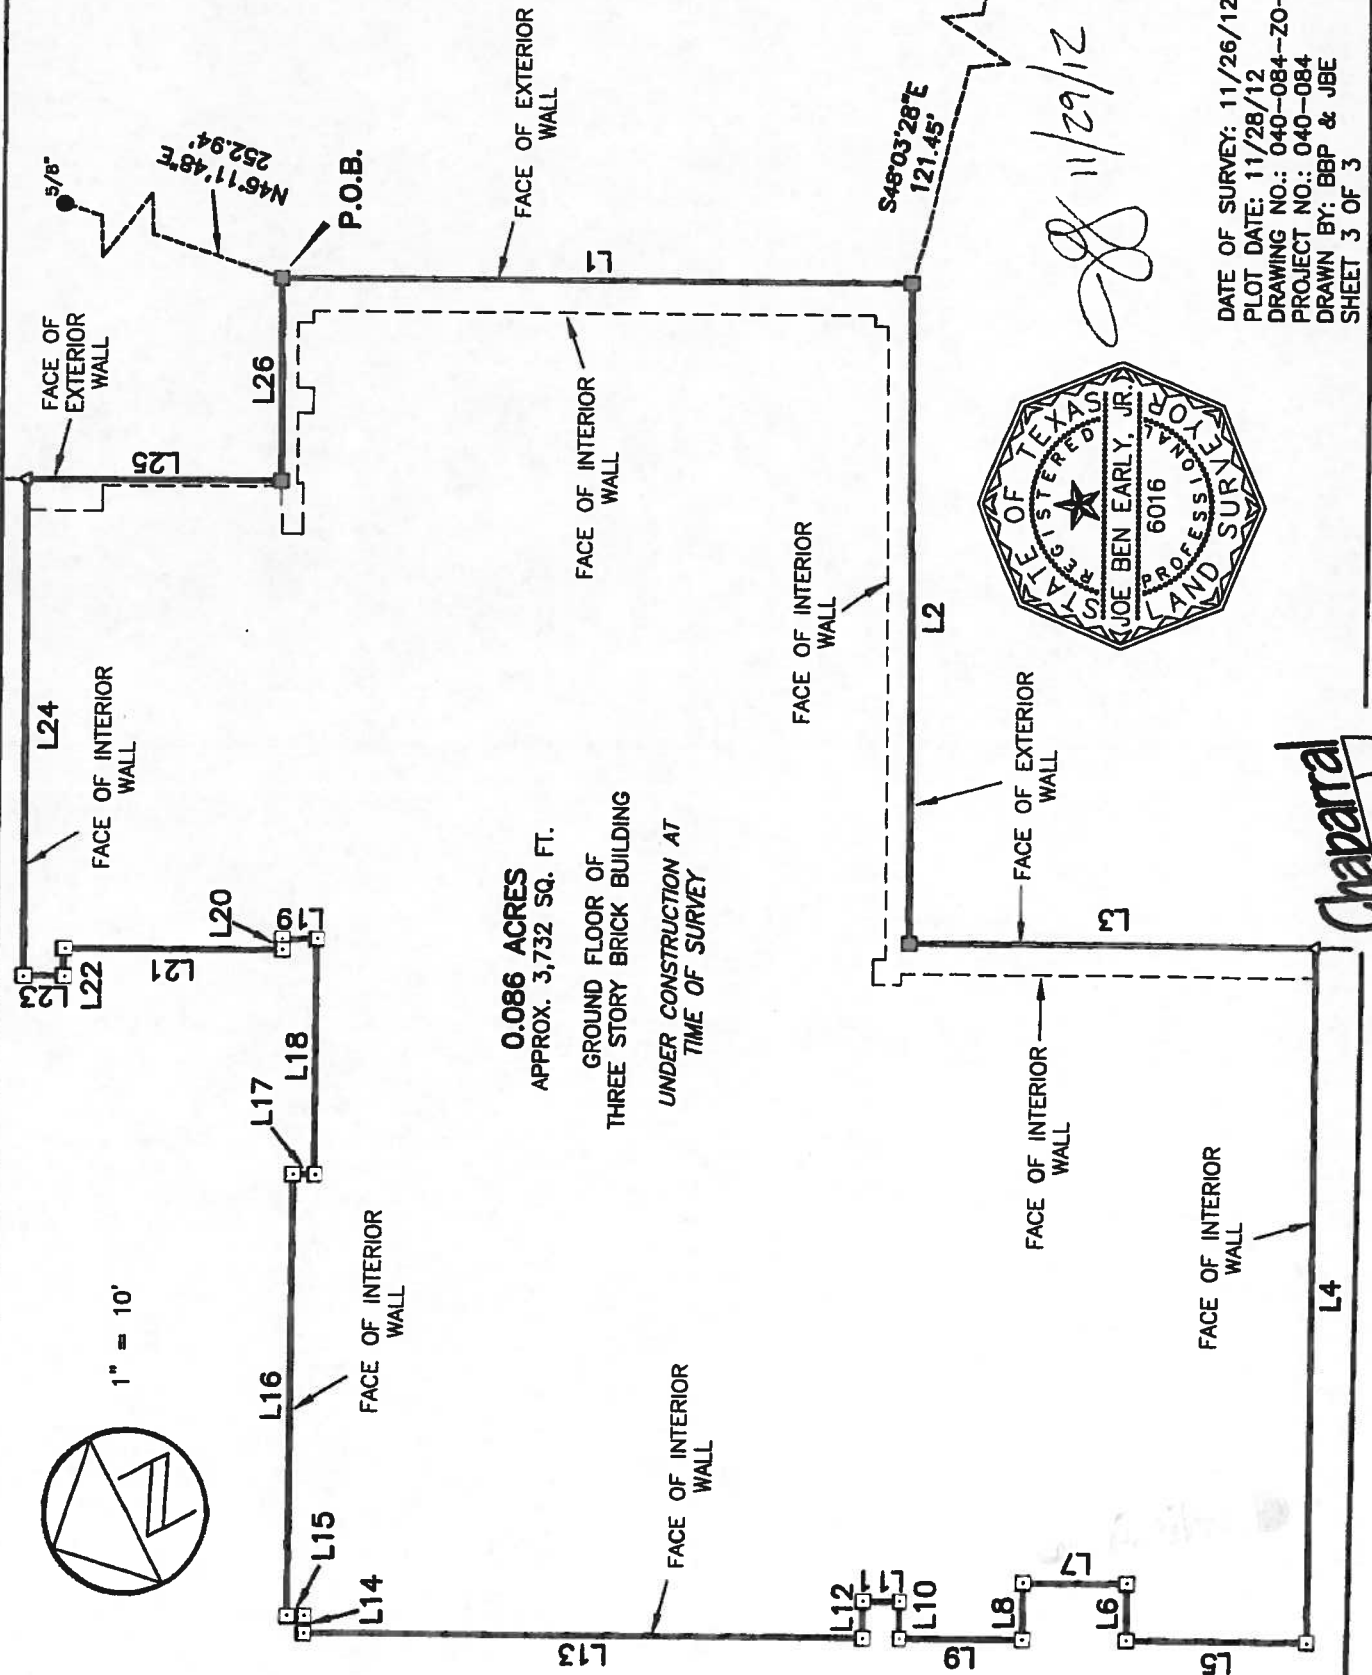 5/8"
N46°11'48"E
252.94'
P.O.B.
FACE OF
EXTERIOR
WALL
L26
L25
L24
FACE OF INTERIOR
WALL
L23
L22
L21
L20
L19
L18
L17
L16
FACE OF INTERIOR
WALL
1" = 10'
L15
L14
L13
FACE OF INTERIOR
WALL
L12
L11
L10
L9
L8
L7
L6
L5
L4
FACE OF INTERIOR
WALL
L3
FACE OF INTERIOR
WALL
FACE OF EXTERIOR
WALL
L2
FACE OF INTERIOR
WALL
L1
FACE OF INTERIOR
WALL
FACE OF EXTERIOR
WALL
0.086 ACRES
APPROX. 3,732 SQ. FT.
GROUND FLOOR OF
THREE STORY BRICK BUILDING
UNDER CONSTRUCTION AT
TIME OF SURVEY
S48°03'28"E
121.45'
11/29/12
STATE OF TEXAS
REGISTERED
JOE BEN EARLY, JR.
6016
PROFESSIONAL
LAND SURVEYOR
DATE OF SURVEY: 11/26/12
PLOT DATE: 11/28/12
DRAWING NO.: 040-084-ZO-
PROJECT NO.: 040-084
DRAWN BY: BBP & JBE
SHEET 3 OF 3
Chaparral